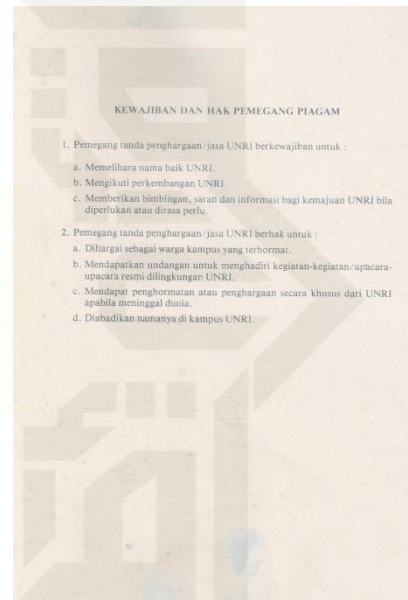 KEWAJIBAN DAN HAK PEMEGANG PIAGAM
1. Pemegang tanda penghargaan/jasa UNRI berkewajiban untuk :
a. Memelihara nama baik UNRI.
b. Mengikuti perkembangan UNRI.
c. Memberikan bimbingan, saran dan informasi bagi kemajuan UNRI bila
diperlukan atau dirasa perlu.
2. Pemegang tanda penghargaan/jasa UNRI berhak untuk :
a. Dihargai sebagai warga kampus yang terhormat.
b. Mendapatkan undangan untuk menghadiri kegiatan-kegiatan/upacara-
upacara resmi dilingkungan UNRI.
c. Mendapat penghormatan atau penghargaan secara khusus dari UNRI
apabila meninggal dunia.
d. Diabadikan namanya di kampus UNRI.